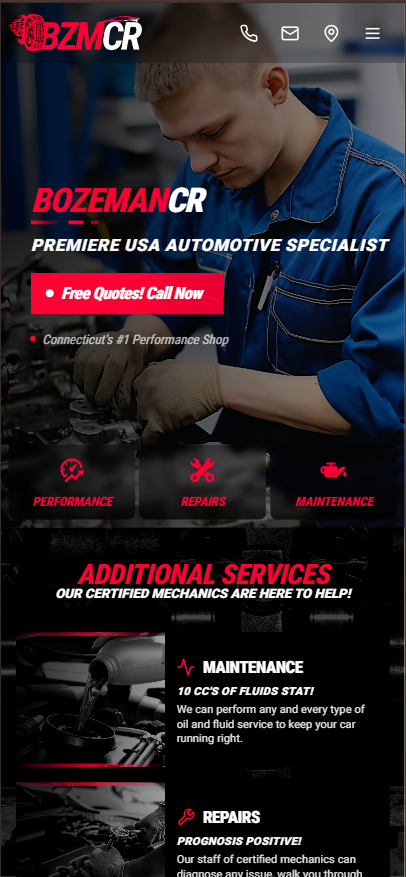 BZMCR
BOZEMANCR
PREMIERE USA AUTOMOTIVE SPECIALIST
Free Quotes! Call Now
Connecticut's #1 Performance Shop
PERFORMANCE
REPAIRS
MAINTENANCE
ADDITIONAL SERVICES
OUR CERTIFIED MECHANICS ARE HERE TO HELP!
MAINTENANCE
10 CC'S OF FLUIDS STAT!
We can perform any and every type of
oil and fluid service to keep your car
running right.
REPAIRS
PROGNOSIS POSITIVE!
Our staff of certified mechanics can
diagnose any issue, walk you through